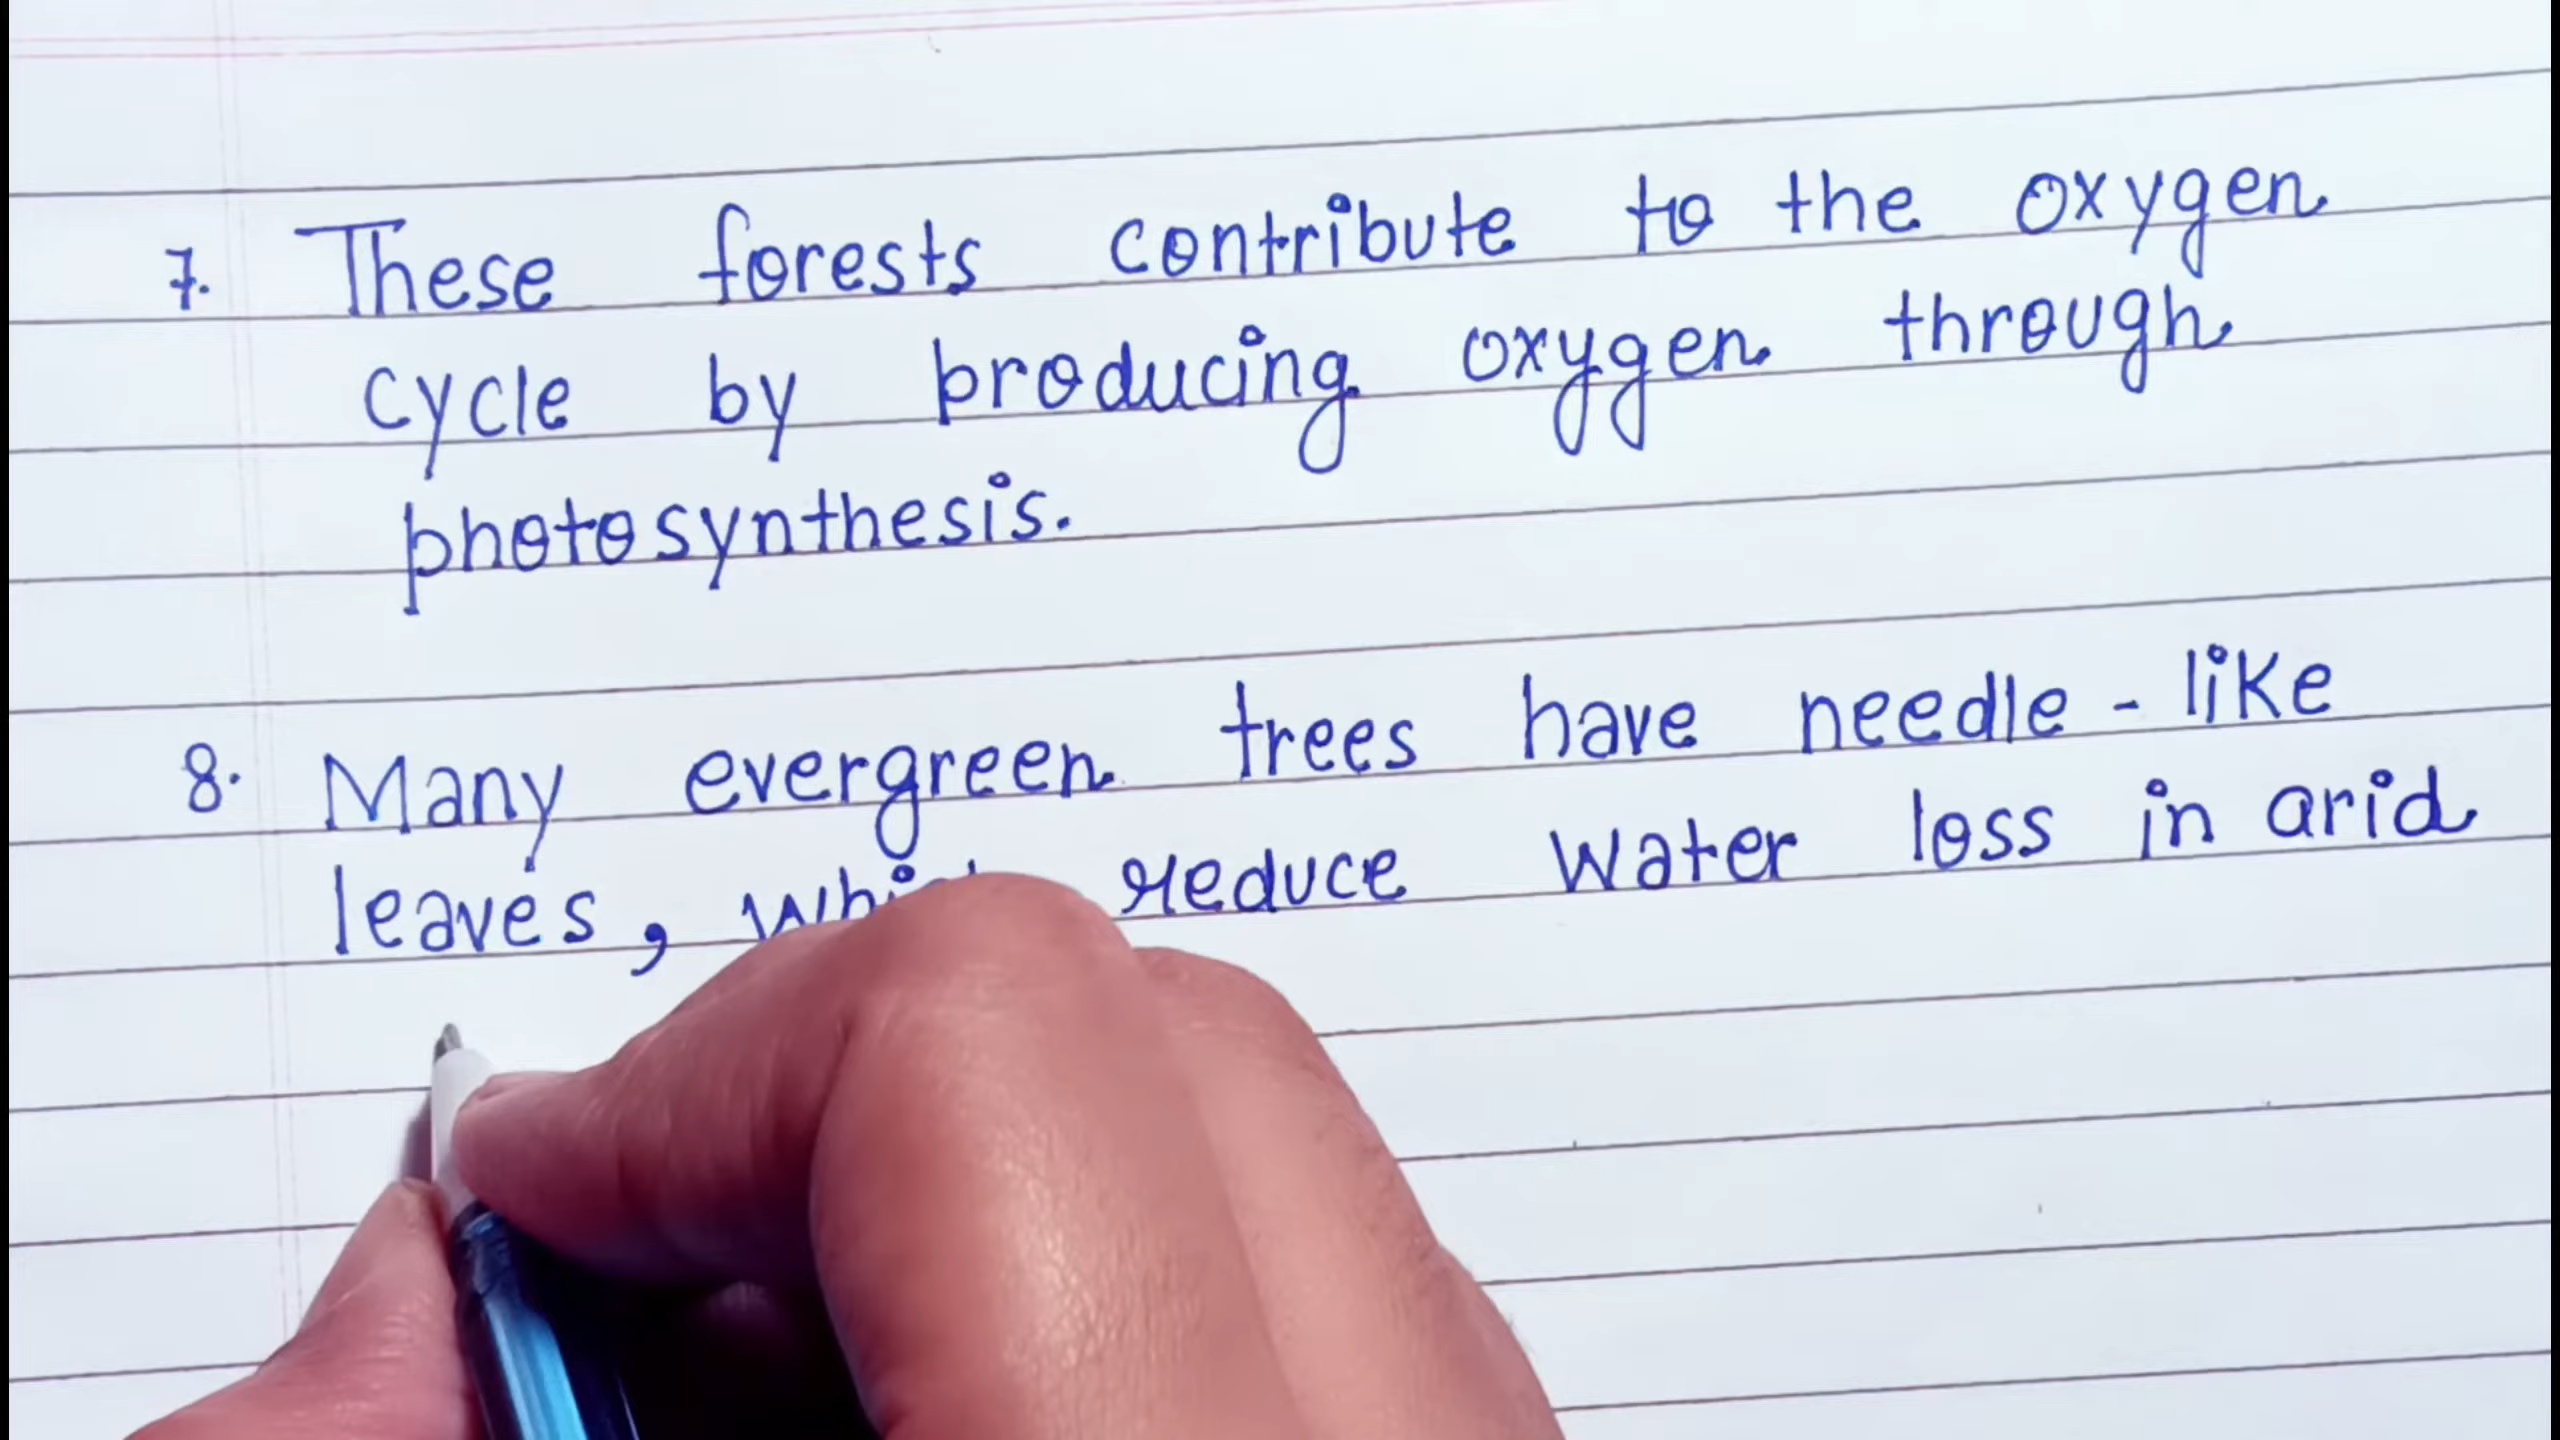 7. These forests contribute to the oxygen
cycle by producing oxygen through
photosynthesis.
8. Many evergreen trees have needle-like
leaves, reduce water loss in arid